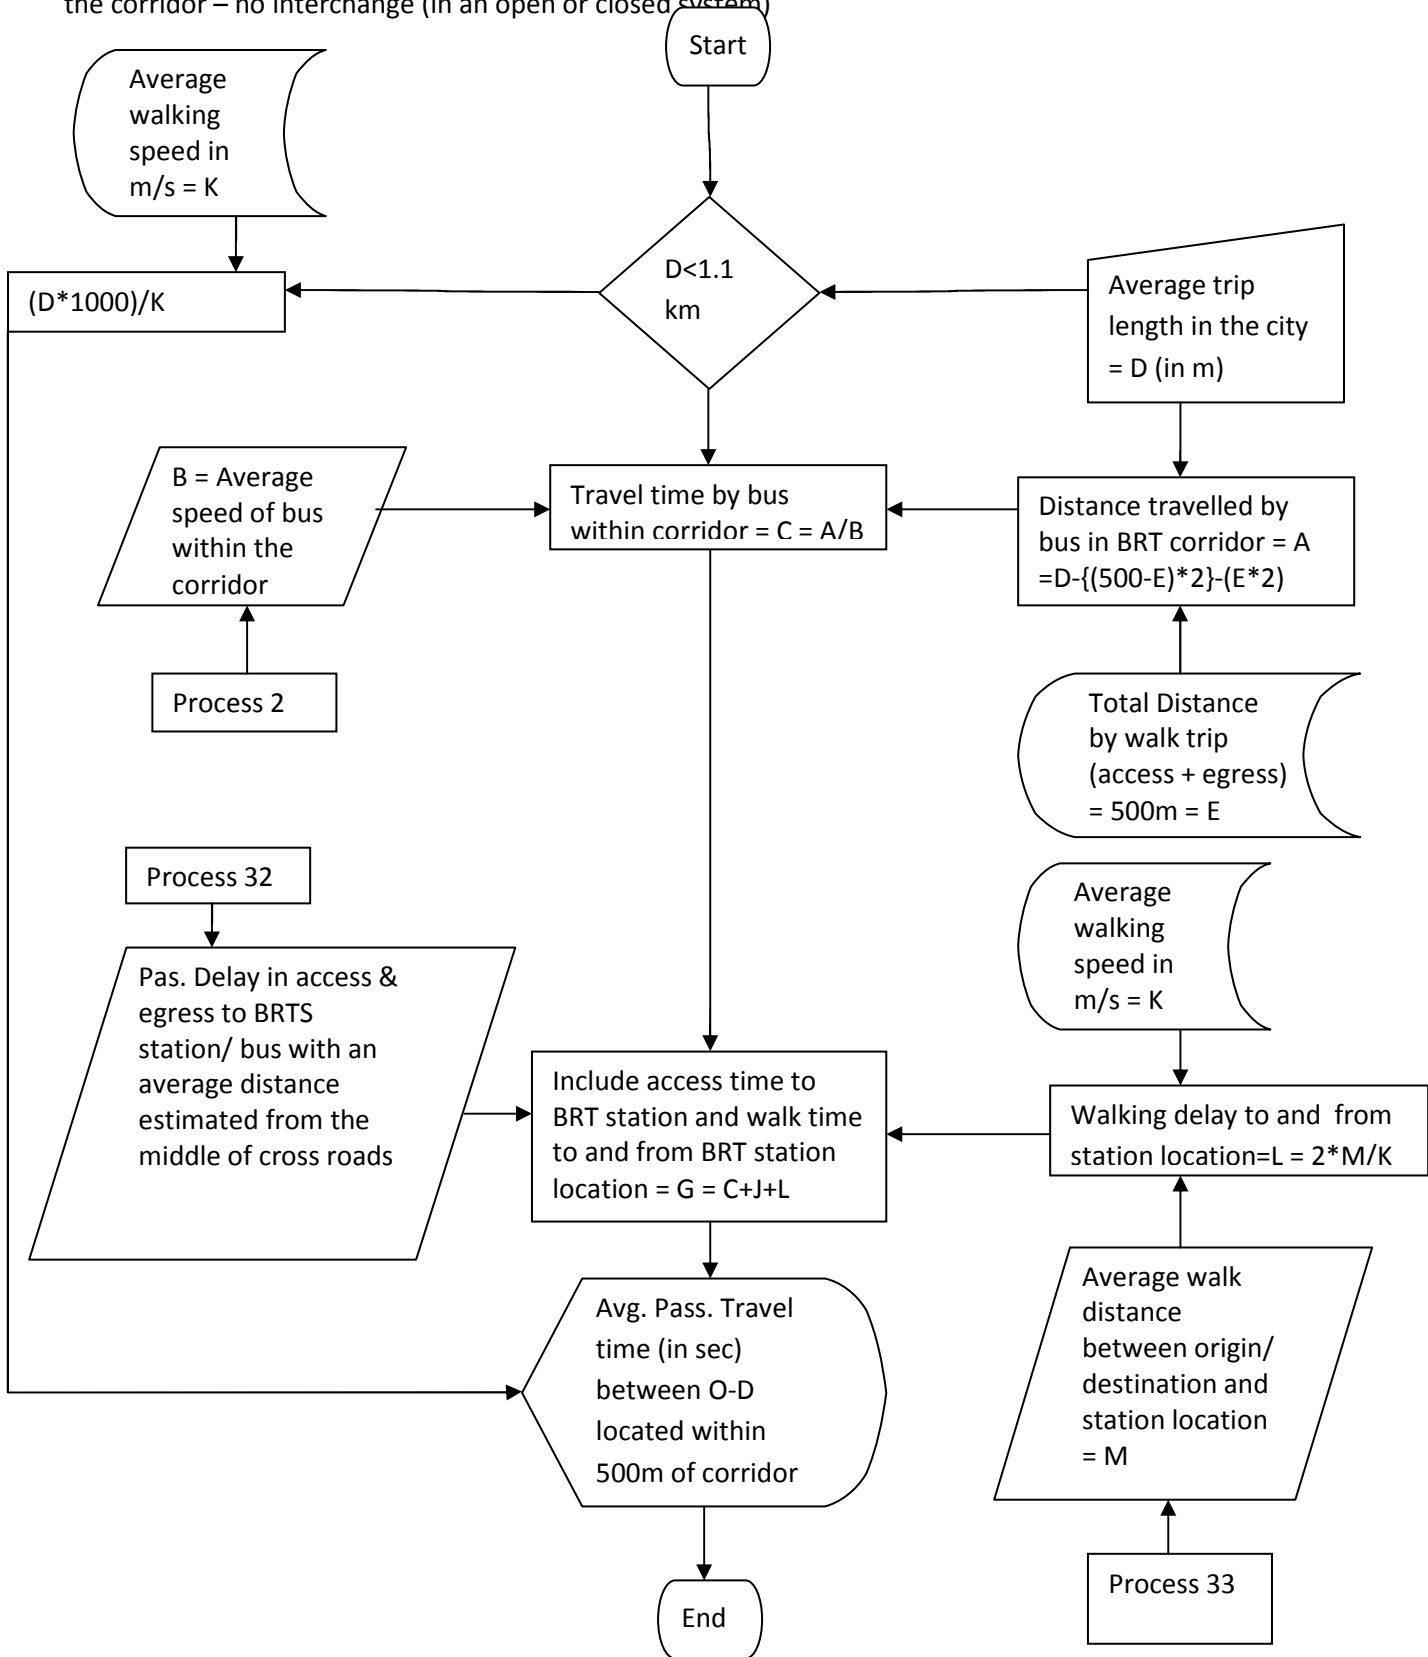 the corridor – no interchange (in an open or closed system)
Start
Average
walking
speed in
m/s = K
D<1.1
km
(D*1000)/K
Average trip
length in the city
= D (in m)
B = Average
speed of bus
within the
corridor
Travel time by bus
within corridor = C = A/B
Distance travelled by
bus in BRT corridor = A
=D-{(500-E)*2}-(E*2)
Process 2
Total Distance
by walk trip
(access + egress)
= 500m = E
Process 32
Average
walking
speed in
m/s = K
Pas. Delay in access &
egress to BRTS
station/ bus with an
average distance
estimated from the
middle of cross roads
Include access time to
BRT station and walk time
to and from BRT station
location = G = C+J+L
Walking delay to and  from
station location=L = 2*M/K
Avg. Pass. Travel
time (in sec)
between O-D
located within
500m of corridor
Average walk
distance
between origin/
destination and
station location
= M
Process 33
End